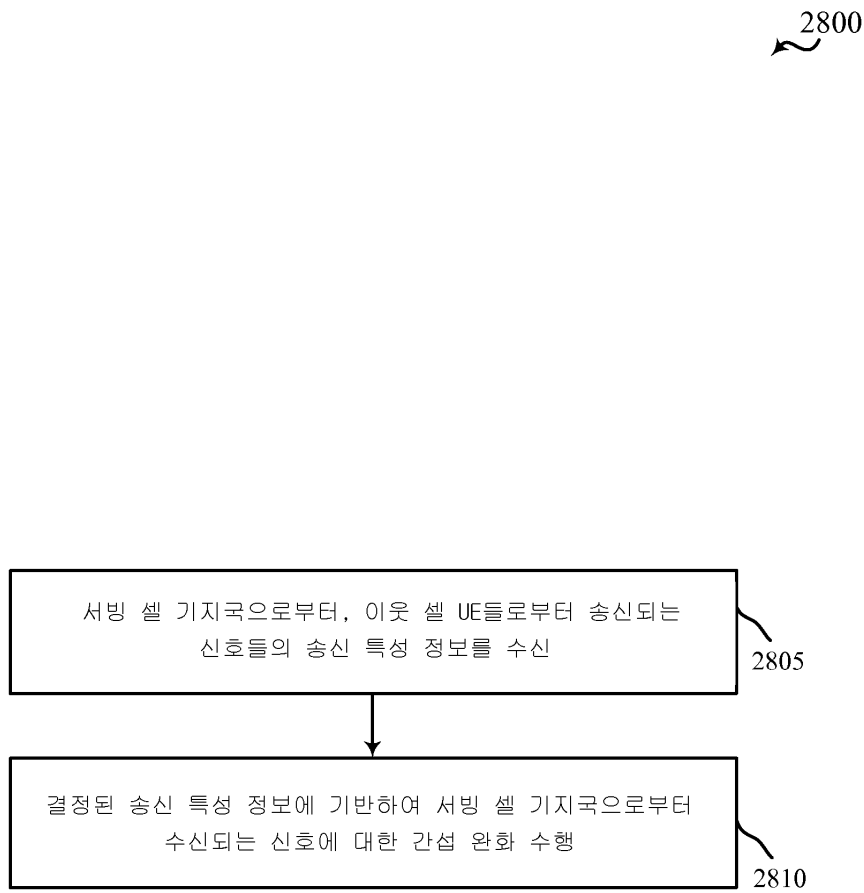 2800
서빙 셀 기지국으로부터, 이웃 셀 UE들로부터 송신되는
신호들의 송신 특성 정보를 수신
2805
결정된 송신 특성 정보에 기반하여 서빙 셀 기지국으로부터
수신되는 신호에 대한 간섭 완화 수행
2810